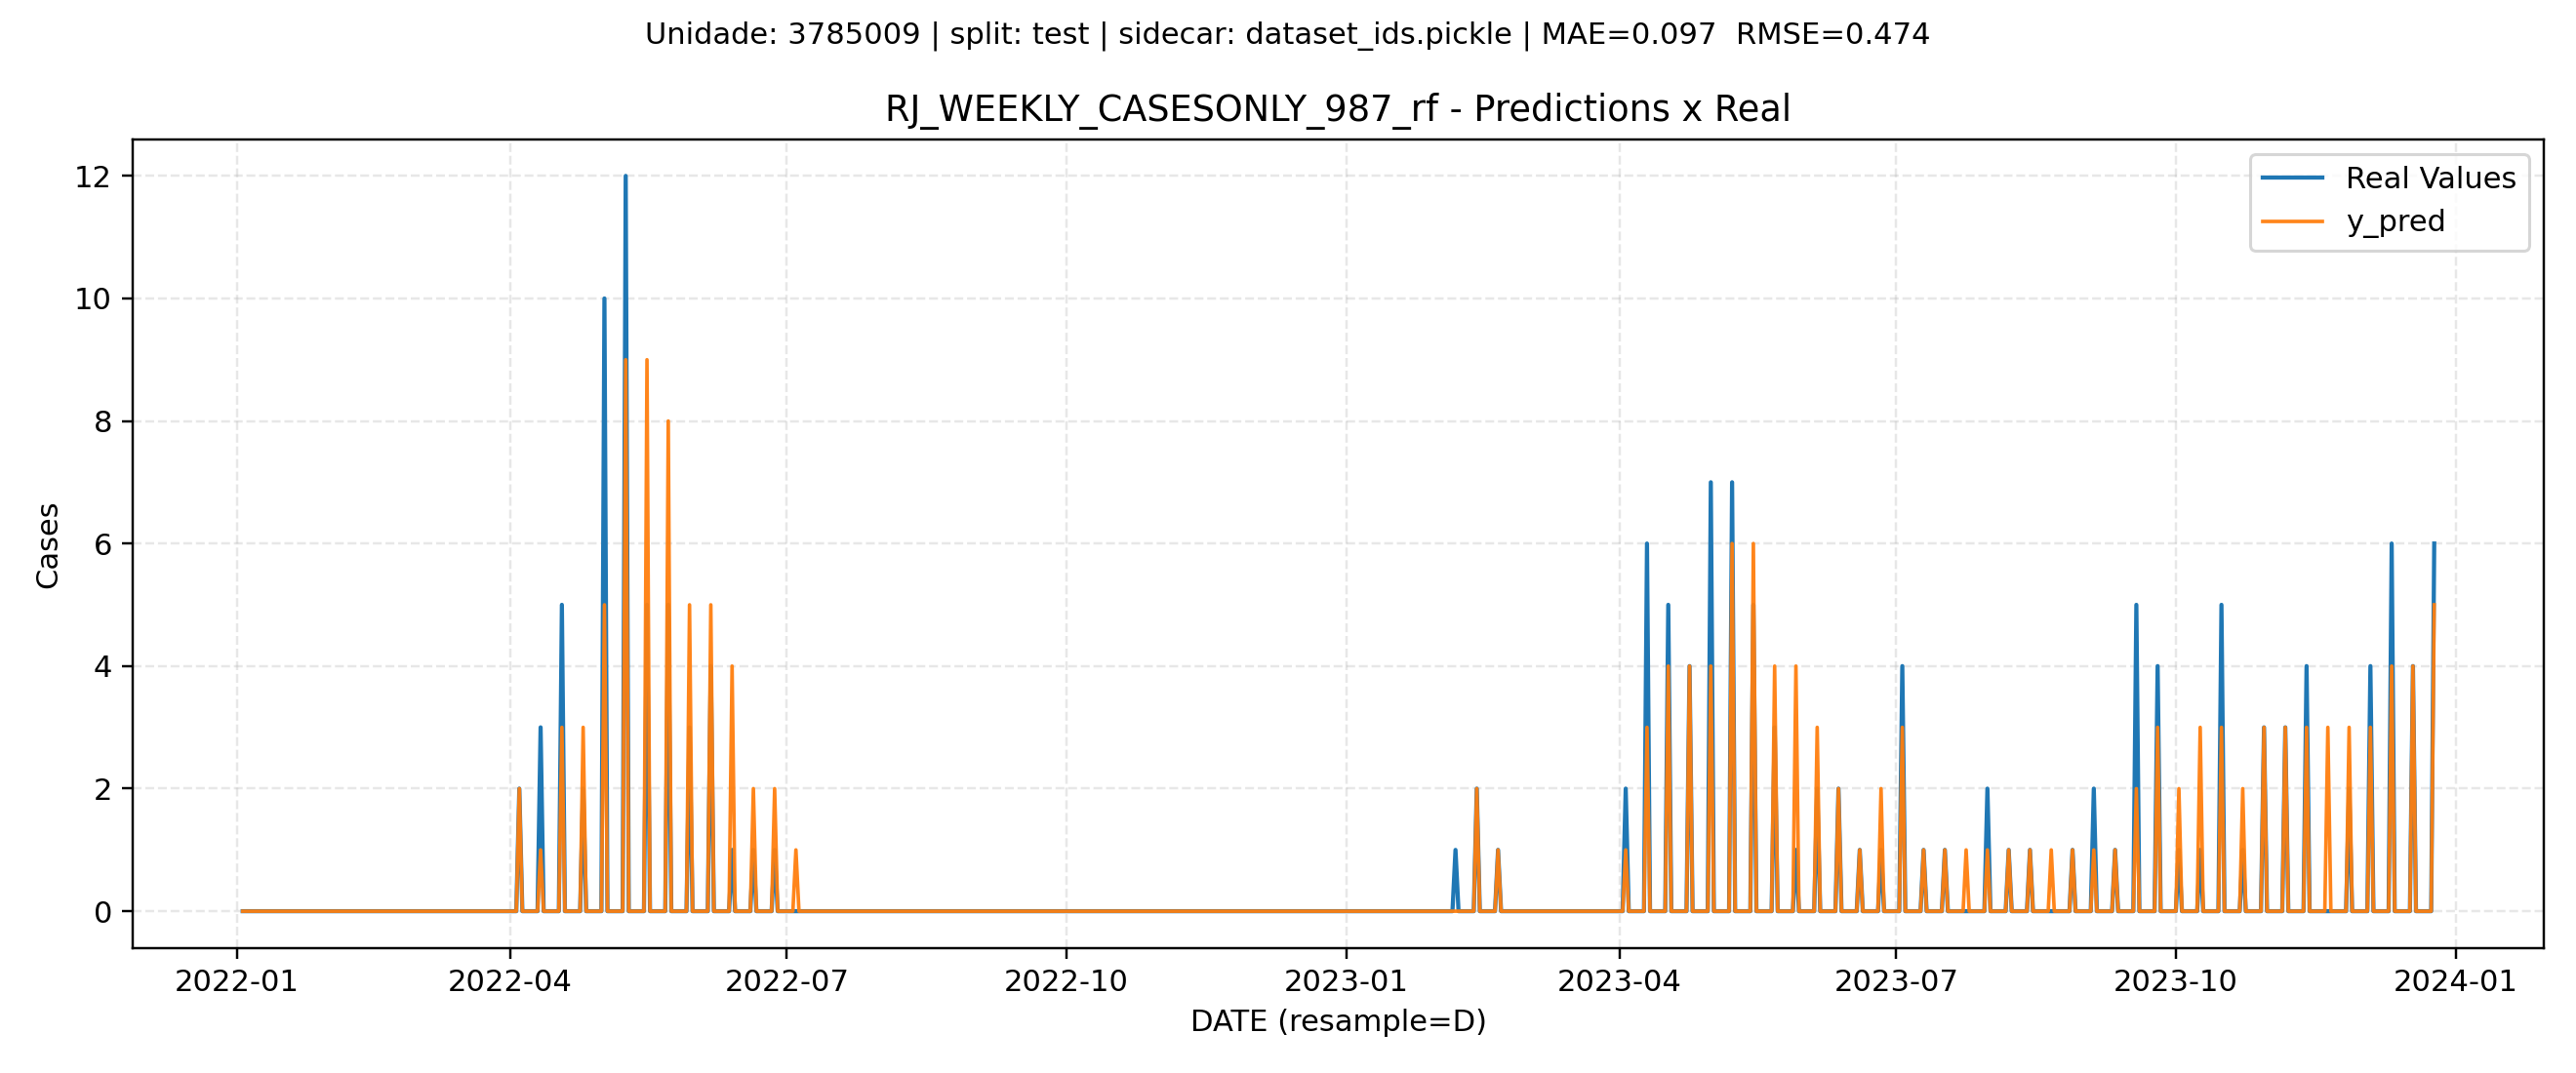 Unidade: 3785009 | split: test | sidecar: dataset_ids.pickle | MAE=0.097  RMSE=0.474
RJ_WEEKLY_CASESONLY_987_rf - Predictions x Real
Real Values
y_pred
Cases
12
10
8
6
4
2
0
2022-01
2022-04
2022-07
2022-10
2023-01
2023-04
2023-07
2023-10
2024-01
DATE (resample=D)